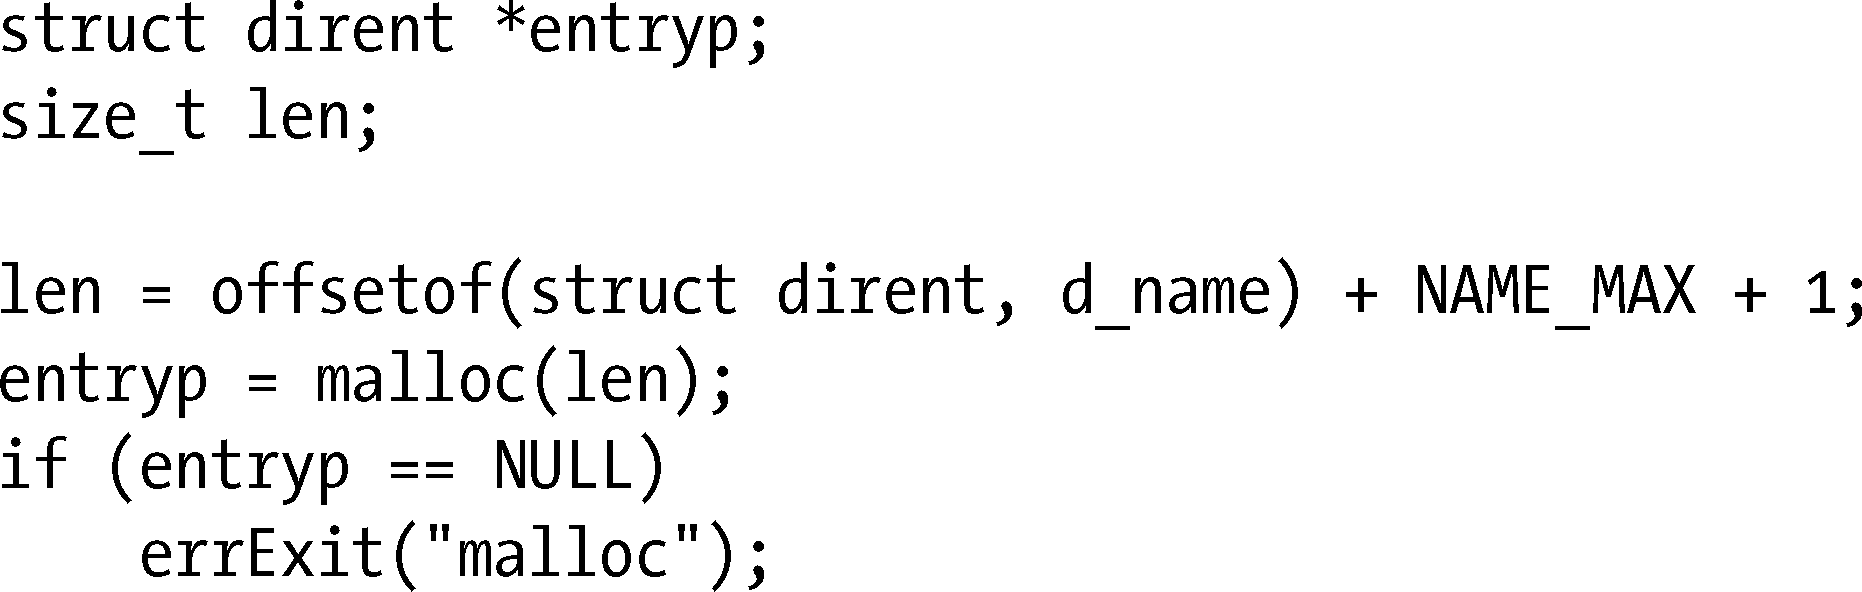 struct dirent *entryp;
size_t len;

len = offsetof(struct dirent, d_name) + NAME_MAX + 1;
entryp = malloc(len);
if (entryp == NULL)
    errExit("malloc");